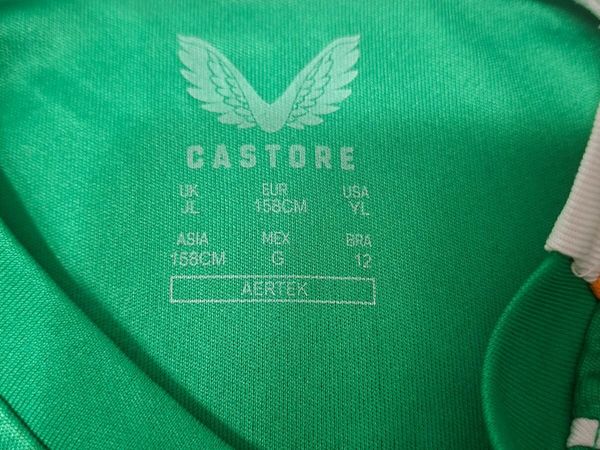 CASTORE
UK EUR USA
JL 158CM YL
ASIA MEX BRA
158CM G 12
AERTEK